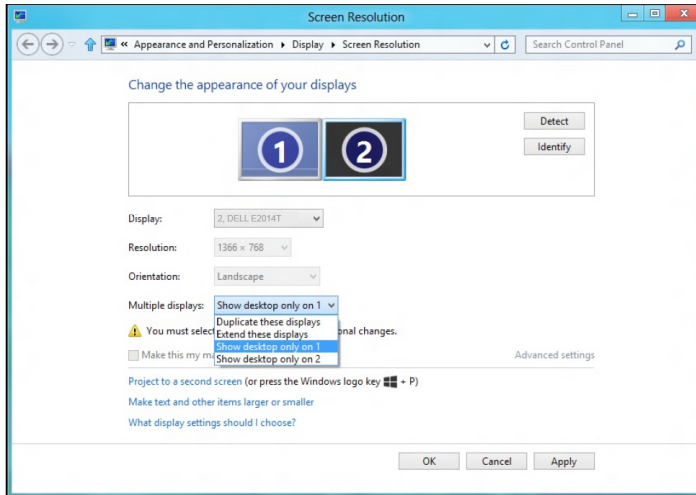 Screen Resolution
« Appearance and Personalization Display Screen Resolution Search Control Panel
Change the appearance of your displays
1 2
Detect
Identify
Display: 2, DELL E2014T
Resolution: 1366 × 768
Orientation: Landscape
Multiple displays: Show desktop only on 1
Duplicate these displays
You must selec onal changes.
Extend these displays
Show desktop only on 1
Make this my m Advanced settings
Show desktop only on 2
Project to a second screen (or press the Windows logo key + P)
Make text and other items larger or smaller
What display settings should I choose?
OK Cancel Apply